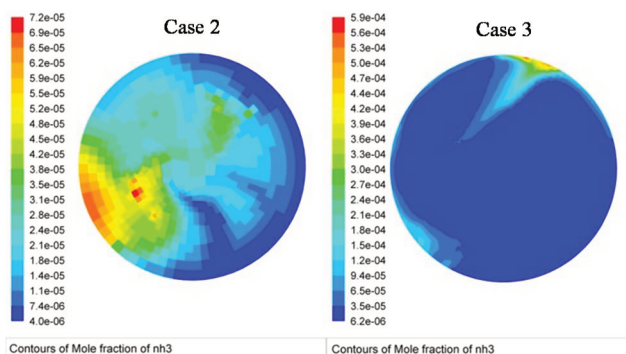 Case 2
7.2e-05
6.9e-05
6.5e-05
6.2e-05
5.9e-05
5.5e-05
5.2e-05
4.8e-05
4.5e-05
4.2e-05
3.8e-05
3.5e-05
3.1e-05
2.8e-05
2.4e-05
2.1e-05
1.8e-05
1.4e-05
1.1e-05
7.4e-06
4.0e-06
Contours of Mole fraction of nh3
Case 3
5.9e-04
5.6e-04
5.3e-04
5.0e-04
4.7e-04
4.4e-04
4.2e-04
3.9e-04
3.6e-04
3.3e-04
3.0e-04
2.7e-04
2.4e-04
2.1e-04
1.8e-04
1.5e-04
1.2e-04
9.4e-05
6.5e-05
3.5e-05
6.2e-06
Contours of Mole fraction of nh3